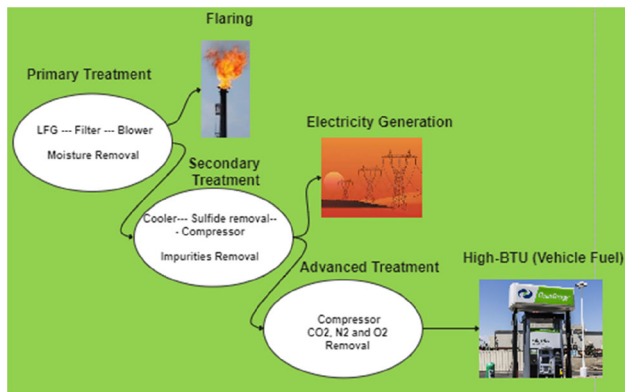 Flaring
Primary Treatment
LFG --- Filter --- Blower
Moisture Removal
Electricity Generation
Secondary
Treatment
Cooler--- Sulfide removal--
- Compressor
Impurities Removal
Advanced Treatment
High-BTU (Vehicle Fuel)
Compressor
CO2, N2 and O2
Removal